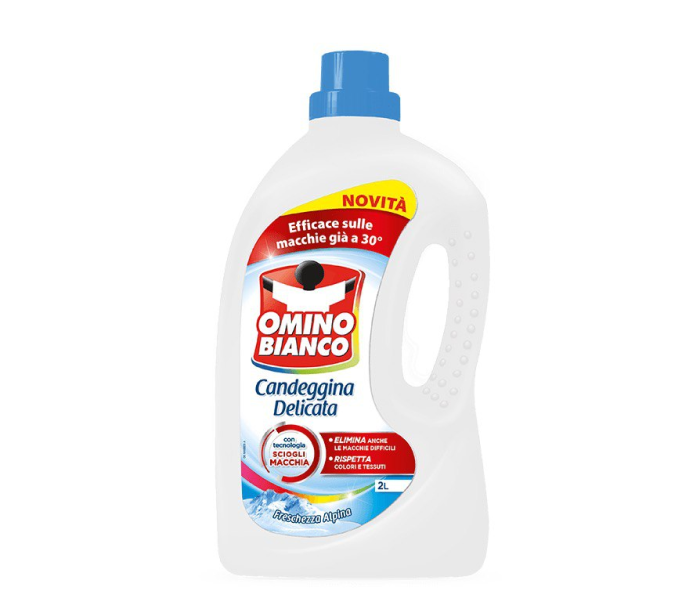 NOVITÀ
Efficace sulle
macchie già a 30°
OMINO
BIANCO
Candeggina
Delicata
con
tecnologia
SCIOGLI
MACCHIA
• ELIMINA ANCHE
LE MACCHIE DIFFICILI
• RISPETTA
COLORI E TESSUTI
2L
Freschezza Alpina